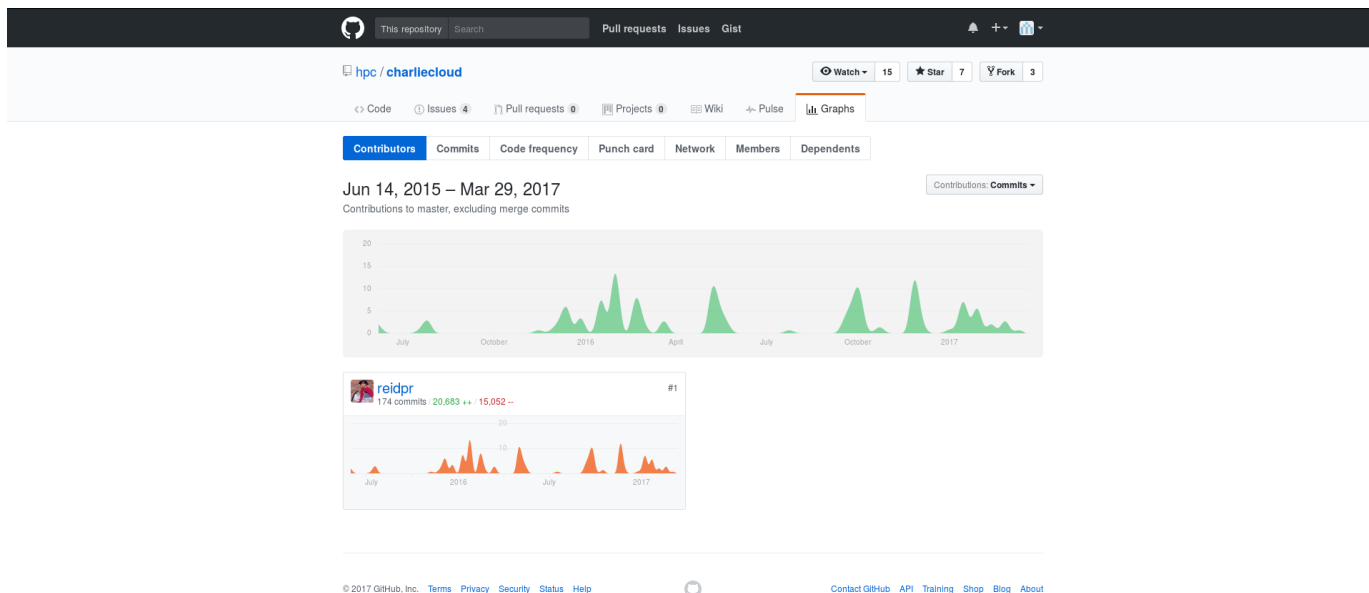 This repository Search Pull requests Issues Gist
hpc / charliecloud Watch 15 Star 7 Fork 3
Code Issues 4 Pull requests 0 Projects 0 Wiki Pulse Graphs
Contributors Commits Code frequency Punch card Network Members Dependents
Jun 14, 2015 – Mar 29, 2017 Contributions: Commits
Contributions to master, excluding merge commits
20
15
10
5
0
July October 2016 April July October 2017
reidpr #1
174 commits / 20,683 ++ / 15,052 --
20
10
July 2016 July 2017
© 2017 GitHub, Inc. Terms Privacy Security Status Help Contact GitHub API Training Shop Blog About